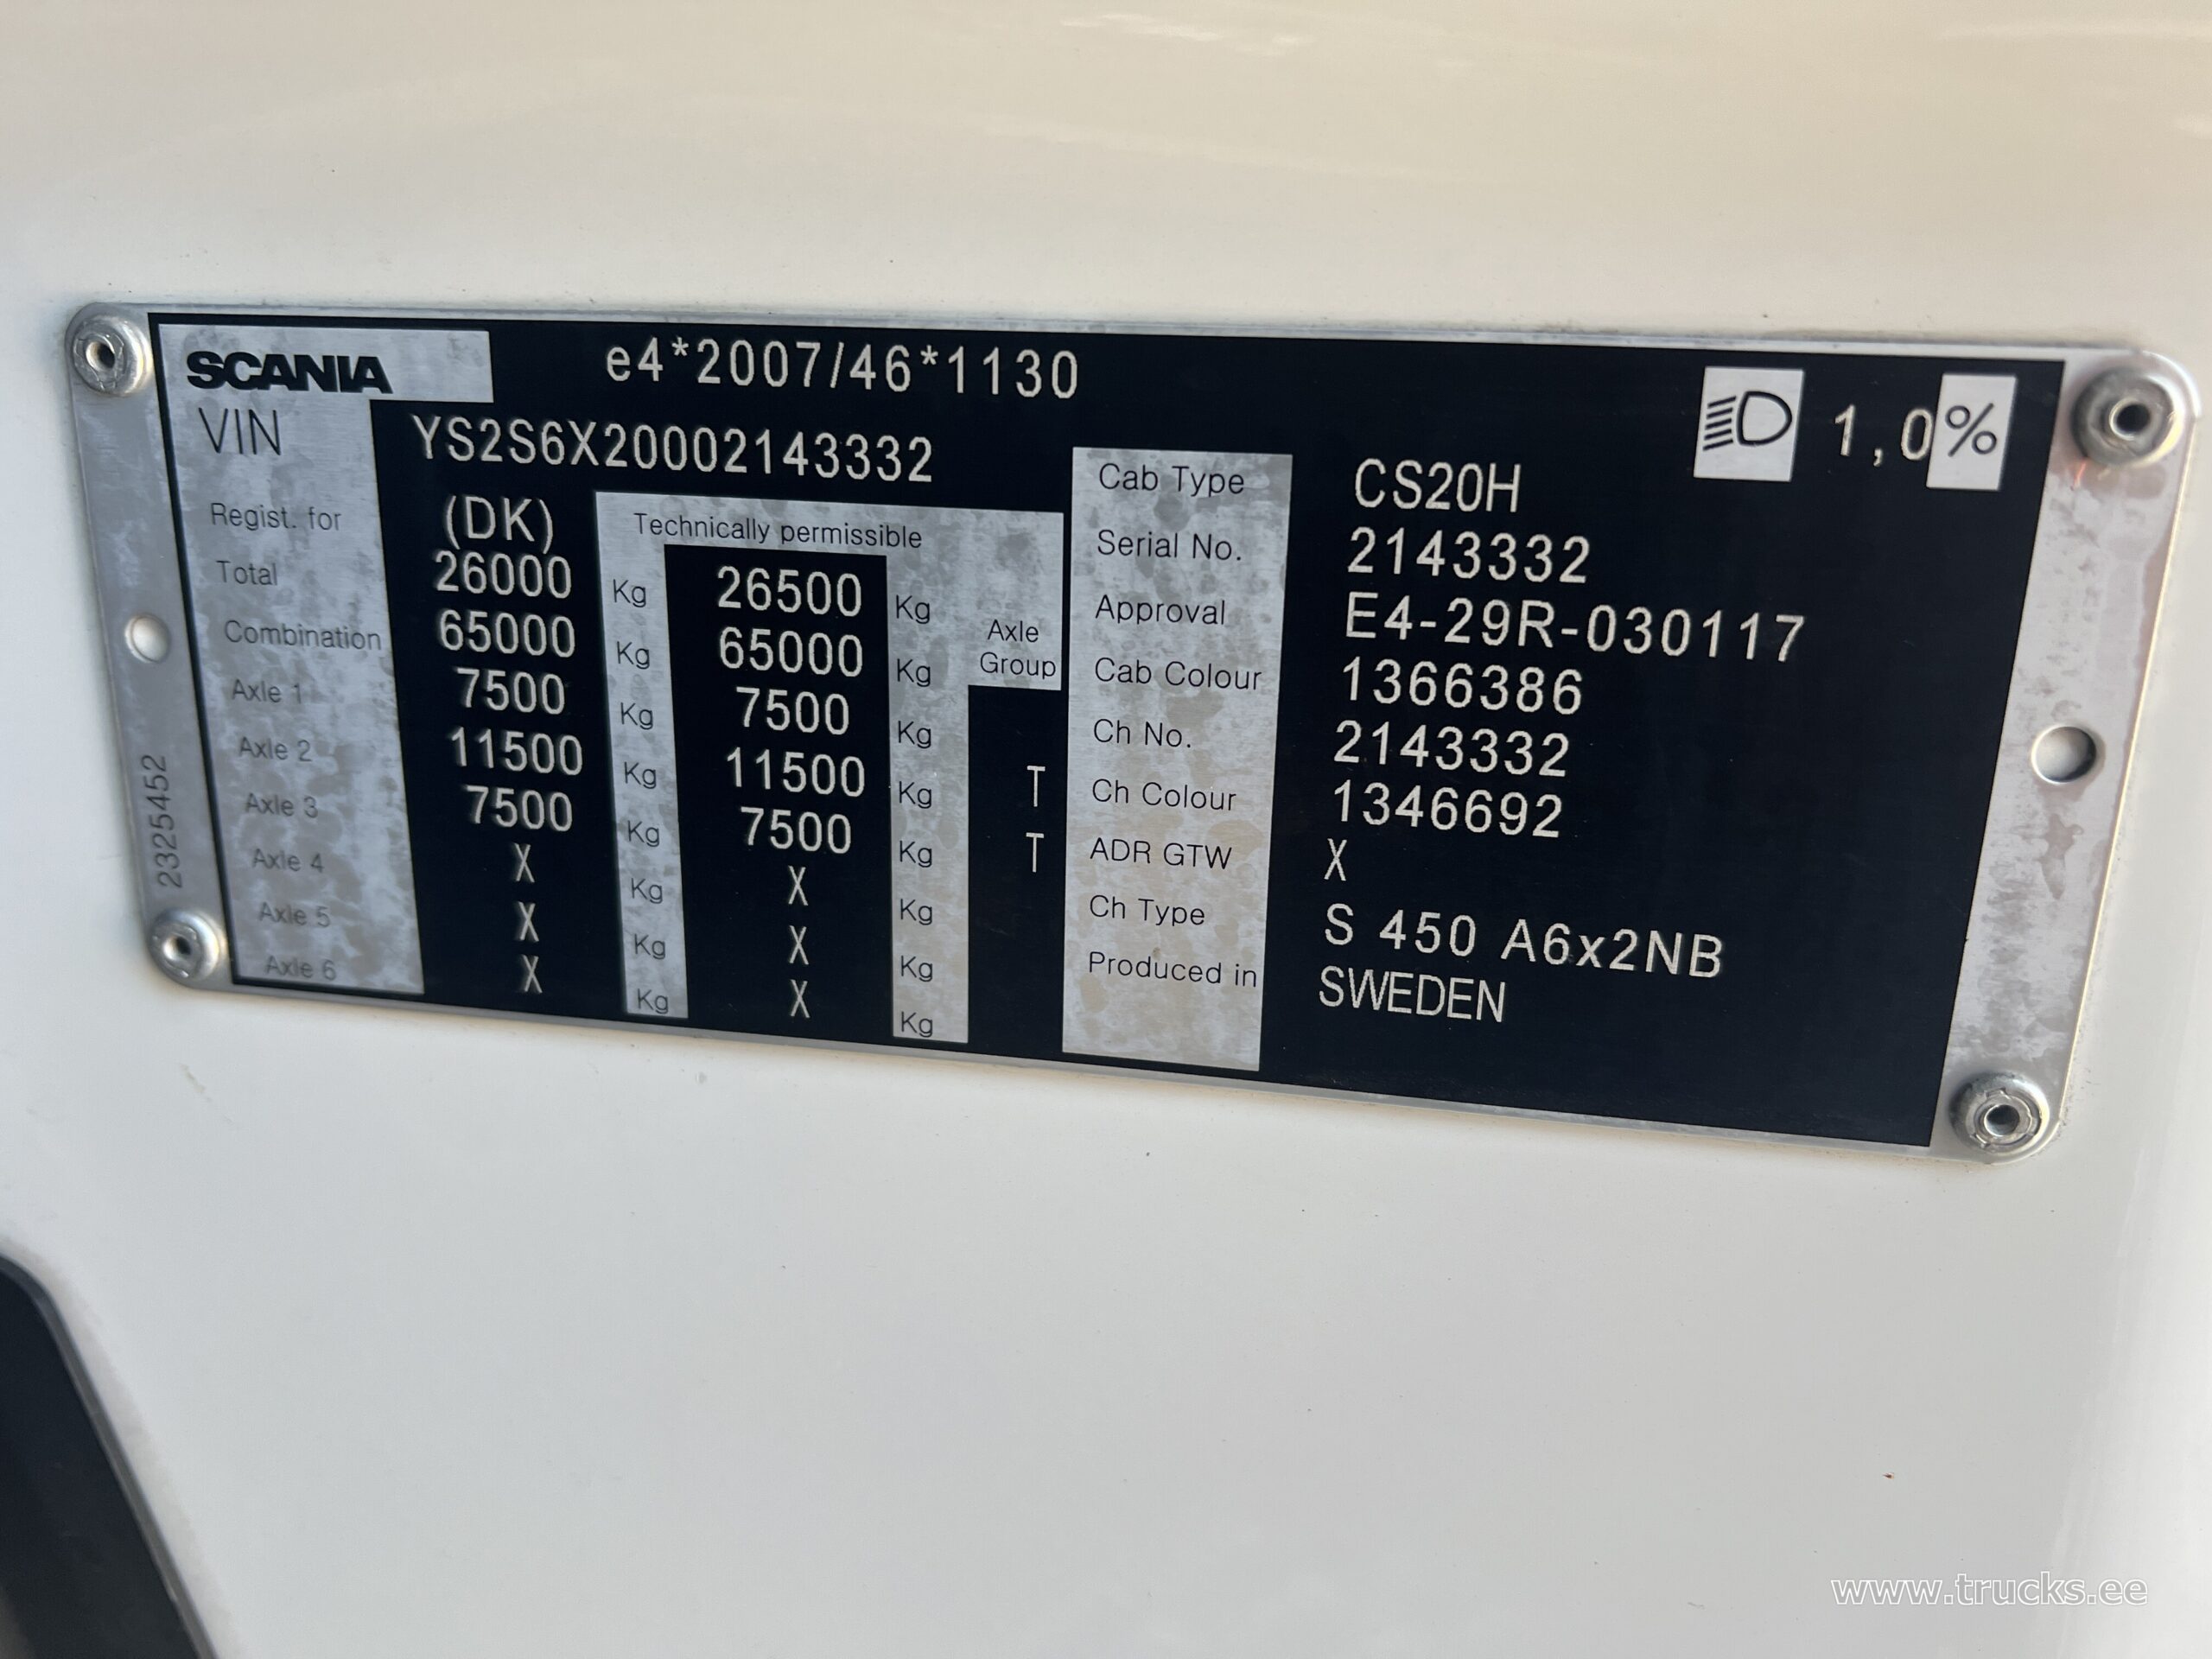 SCANIA e4*2007/46*1130
1,0 %
VIN YS2S6X20002143332
Regist. for (DK) Technically permissible
Total 26000 Kg 26500 Kg
Combination 65000 Kg 65000 Kg
Axle Group
Axle 1 7500 Kg 7500 Kg
Axle 2 11500 Kg 11500 Kg T
Axle 3 7500 Kg 7500 Kg T
Axle 4 X Kg X Kg
Axle 5 X Kg X Kg
Axle 6 X Kg X Kg
Cab Type CS20H
Serial No. 2143332
Approval E4-29R-030117
Cab Colour 1366386
Ch No. 2143332
Ch Colour 1346692
ADR GTW X
Ch Type S 450 A6x2NB
Produced in SWEDEN
2325452
www.trucks.ee